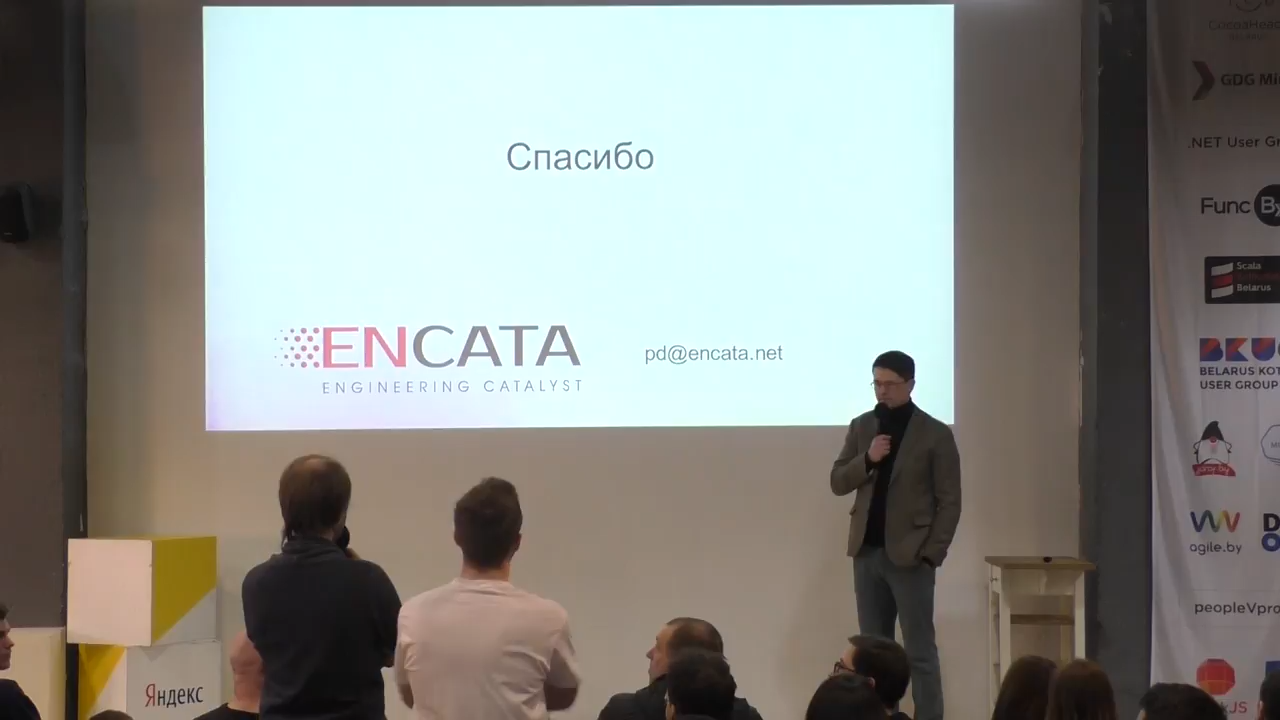 Спасибо
ENCATA
ENGINEERING CATALYST
pd@encata.net
Яндекс
GDG
.NET User
Func
Scala
Belarus
BKU
BELARUS
USER GROUP
agile.by